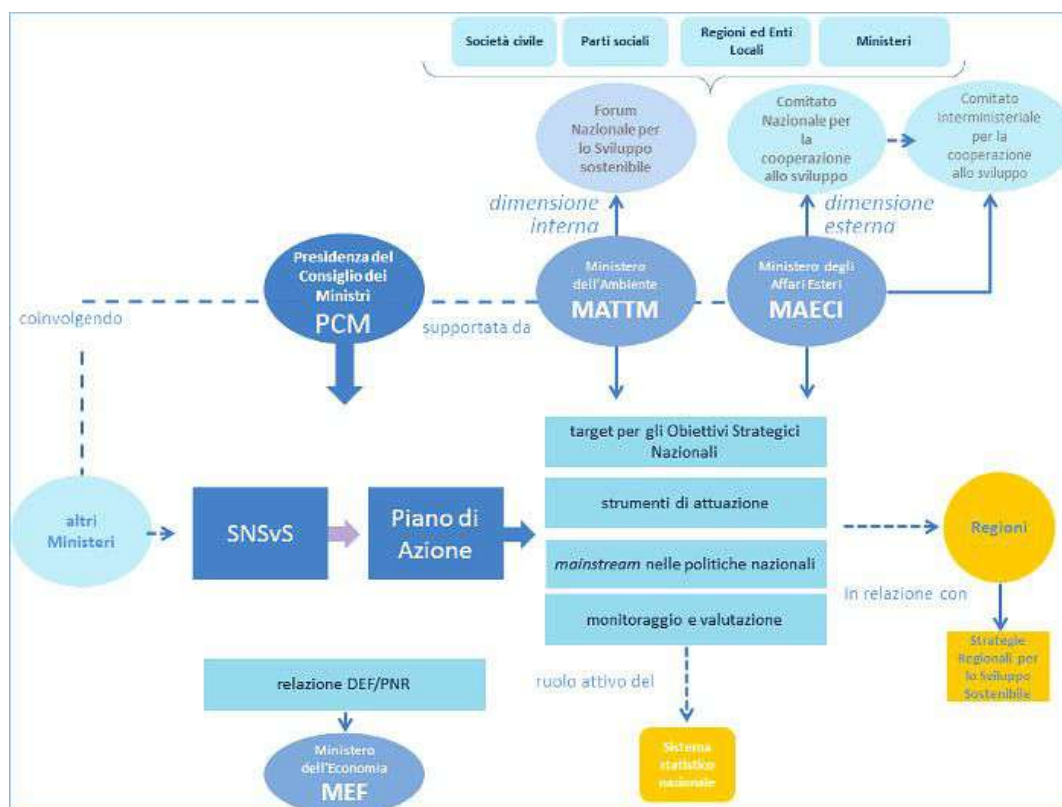 Società civile
Parti sociali
Regioni ed Enti
Locali
Ministeri
Forum
Nazionale per
lo Sviluppo
sostenibile
Comitato
Nazionale per
la
cooperazione
allo sviluppo
Comitato
Interministeriale
per la
cooperazione
allo sviluppo
dimensione
interna
dimensione
esterna
Presidenza del
Consiglio dei
Ministri
PCM
Ministero
dell'Ambiente
MATTM
Ministero degli
Affari Esteri
MAECI
coinvolgendo
supportata da
target per gli Obiettivi Strategici
Nazionali
altri
Ministeri
SNSvS
Piano di
Azione
strumenti di attuazione
mainstream nelle politiche nazionali
monitoraggio e valutazione
Regioni
In relazione con
Strategie
Regionali per
lo Sviluppo
Sostenibile
relazione DEF/PNR
ruolo attivo del
Ministero
dell'Economia
MEF
Sistema
statistico
nazionale